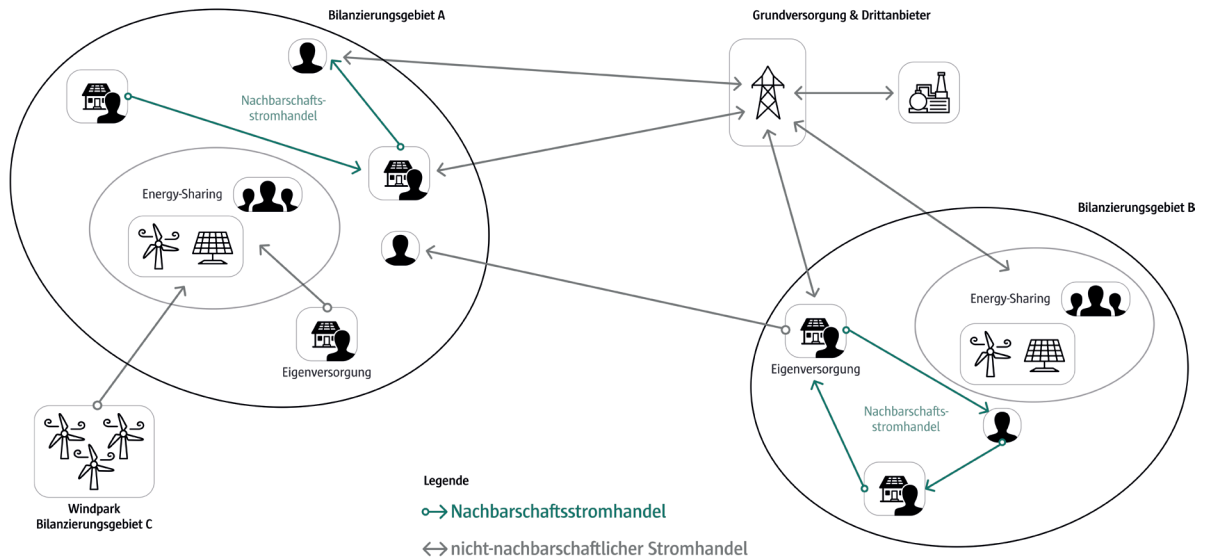 Bilanzierungsgebiet A
Grundversorgung & Drittanbieter
Nachbarschafts-
stromhandel
Energy-Sharing
Bilanzierungsgebiet B
Energy-Sharing
Eigenversorgung
Eigenversorgung
Nachbarschafts-
stromhandel
Windpark
Bilanzierungsgebiet C
Legende
Nachbarschaftsstromhandel
nicht-nachbarschaftlicher Stromhandel